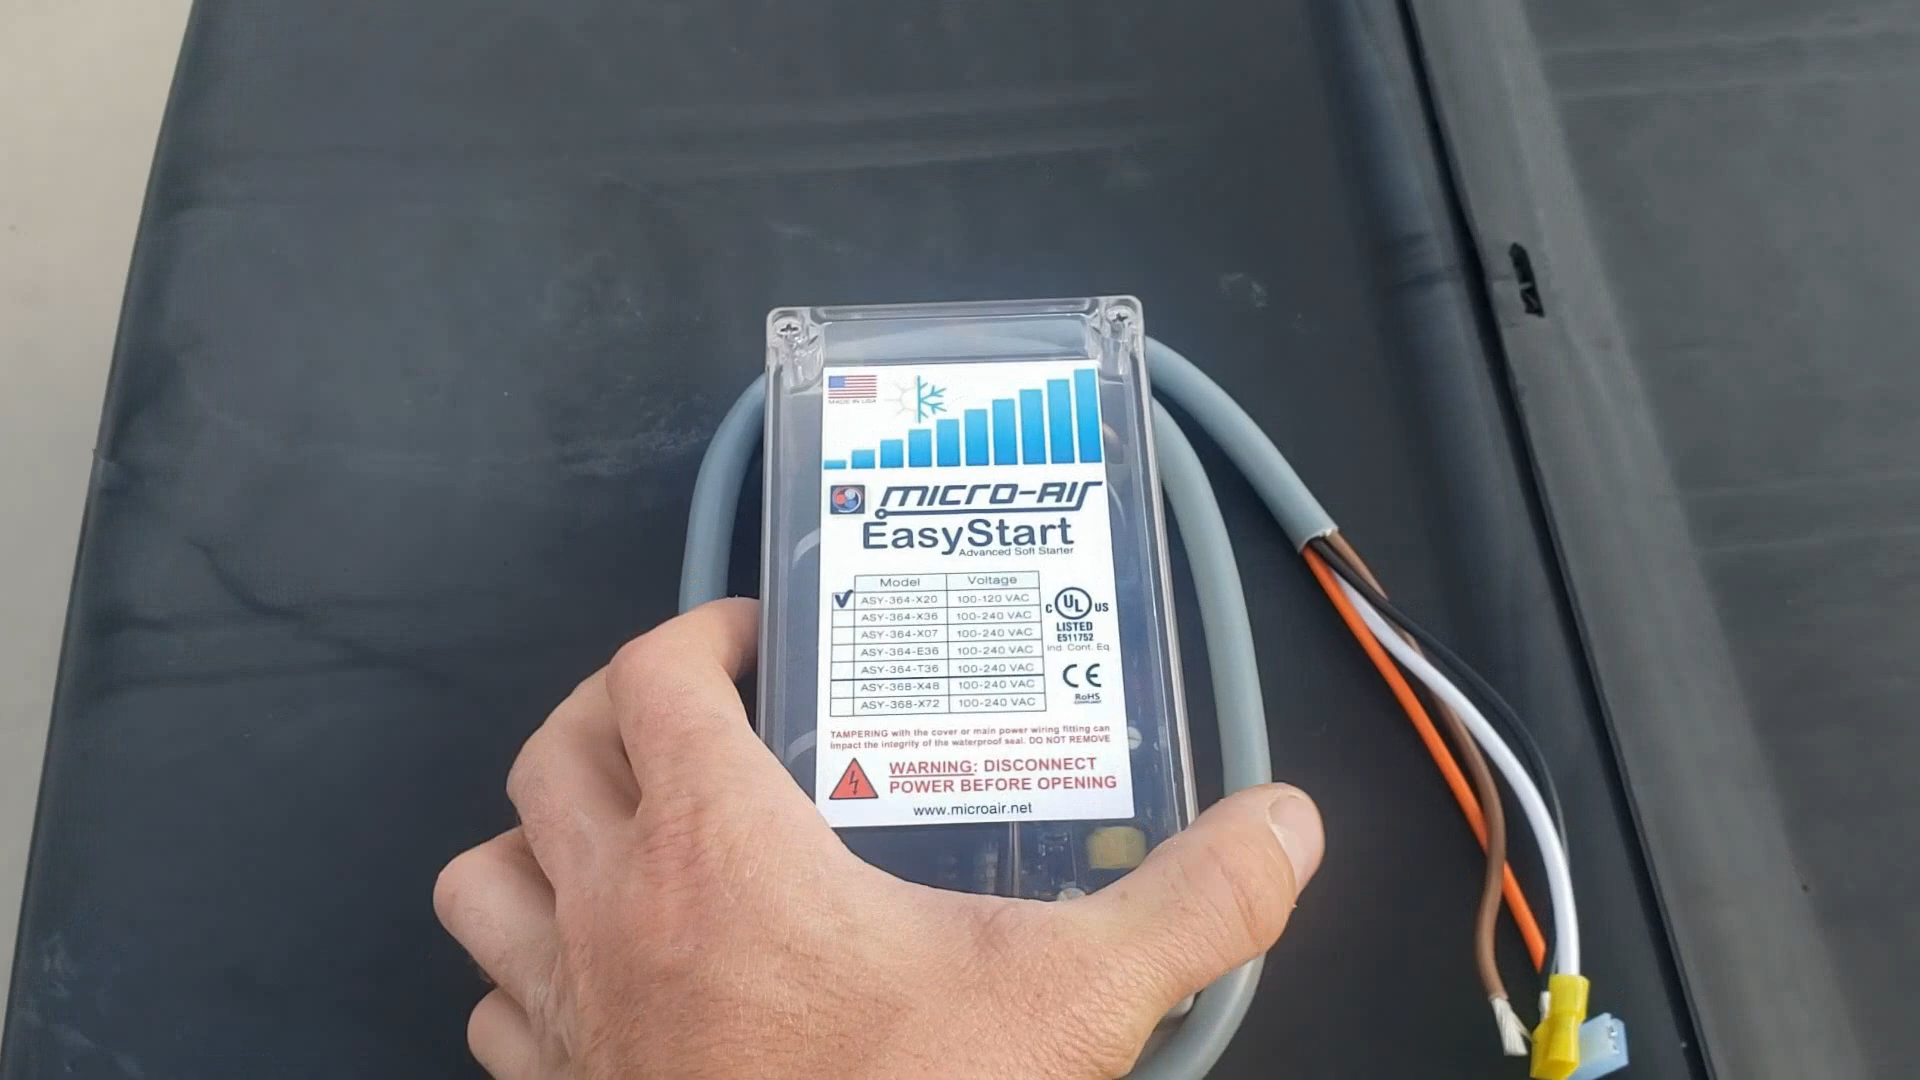 MADE IN USA
MICRO-AIR
EasyStart
Advanced Soft Starter
Model Voltage
ASY-364-X20 100-120 VAC
ASY-364-X36 100-240 VAC
ASY-364-X07 100-240 VAC
ASY-364-E36 100-240 VAC
ASY-364-T36 100-240 VAC
ASY-368-X48 100-240 VAC
ASY-368-X72 100-240 VAC
C UL US
LISTED
E511752
Ind. Cont. Eq.
CE
RoHS
COMPLIANT
TAMPERING with the cover or main power wiring fitting can
impact the integrity of the waterproof seal. DO NOT REMOVE
WARNING: DISCONNECT
POWER BEFORE OPENING
www.microair.net